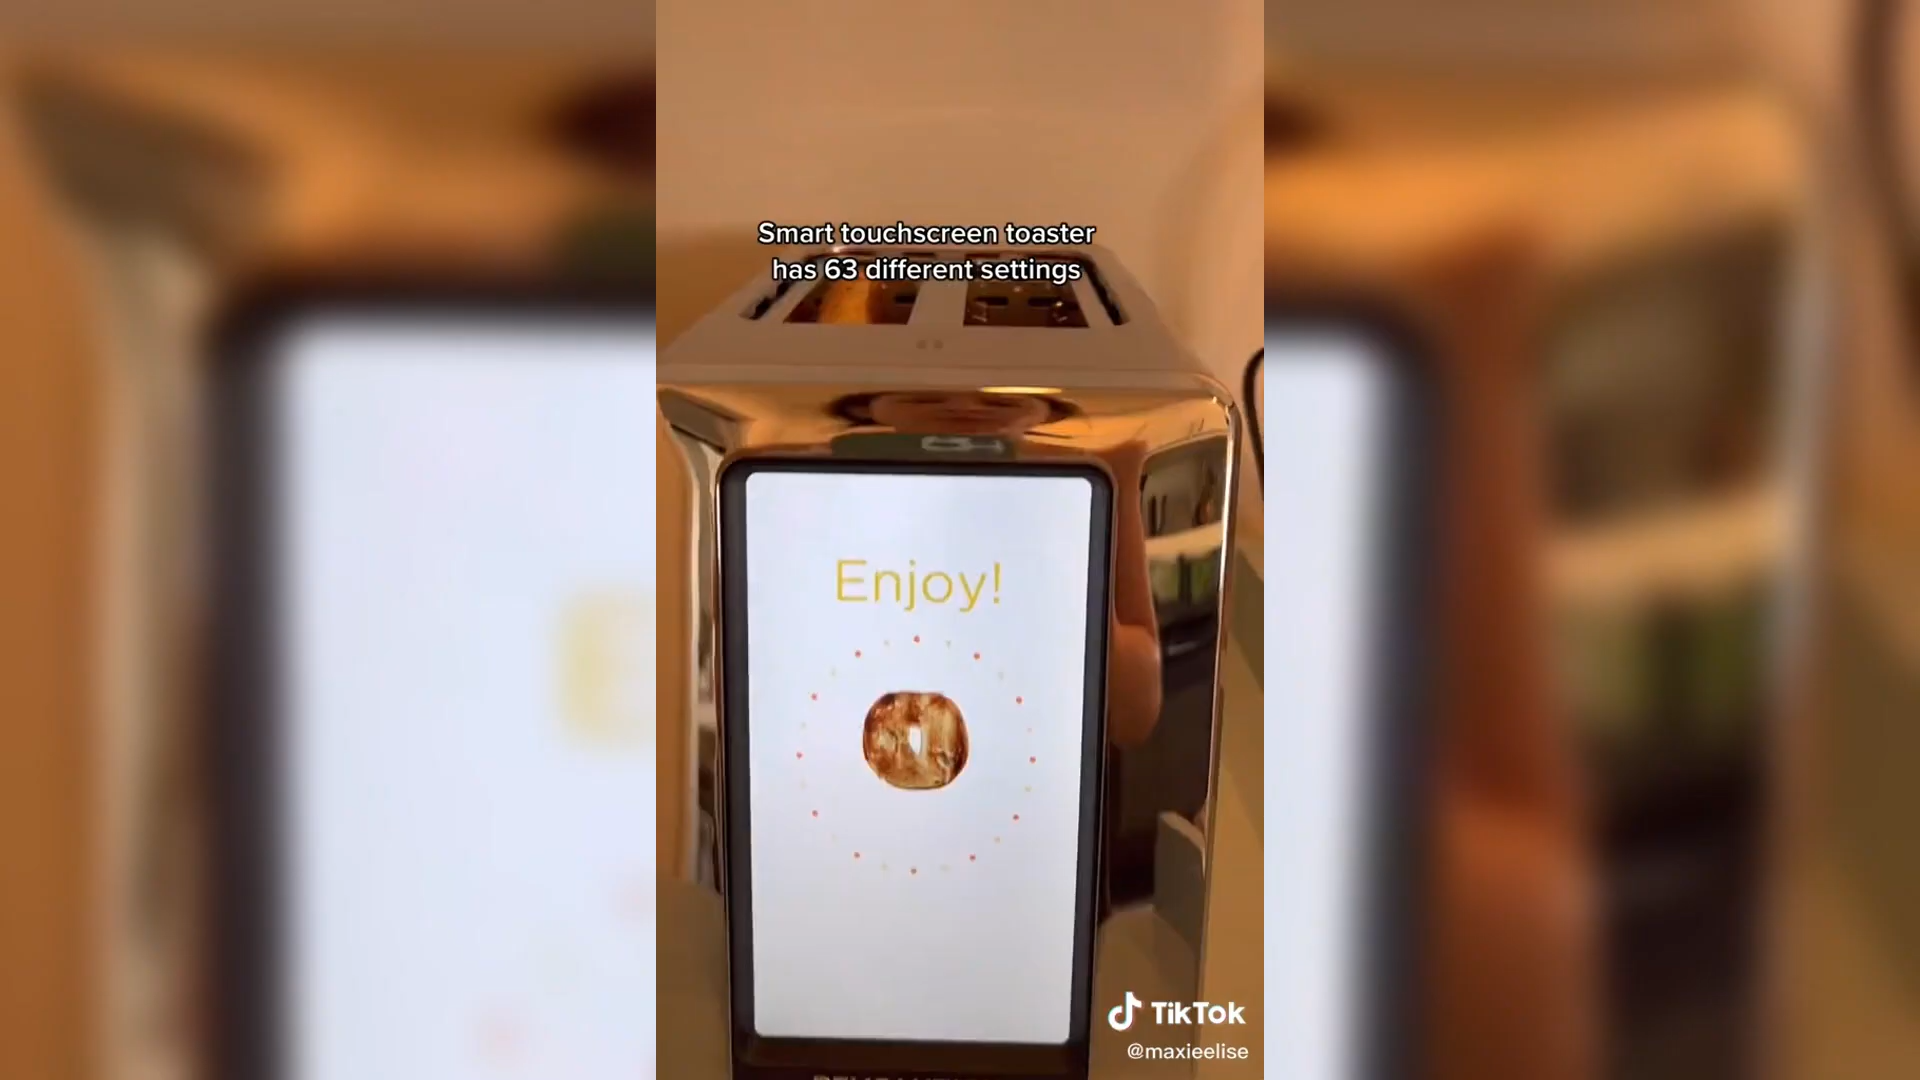 Smart touchscreen toaster
has 63 different settings
Enjoy!
TikTok
@maxieelise